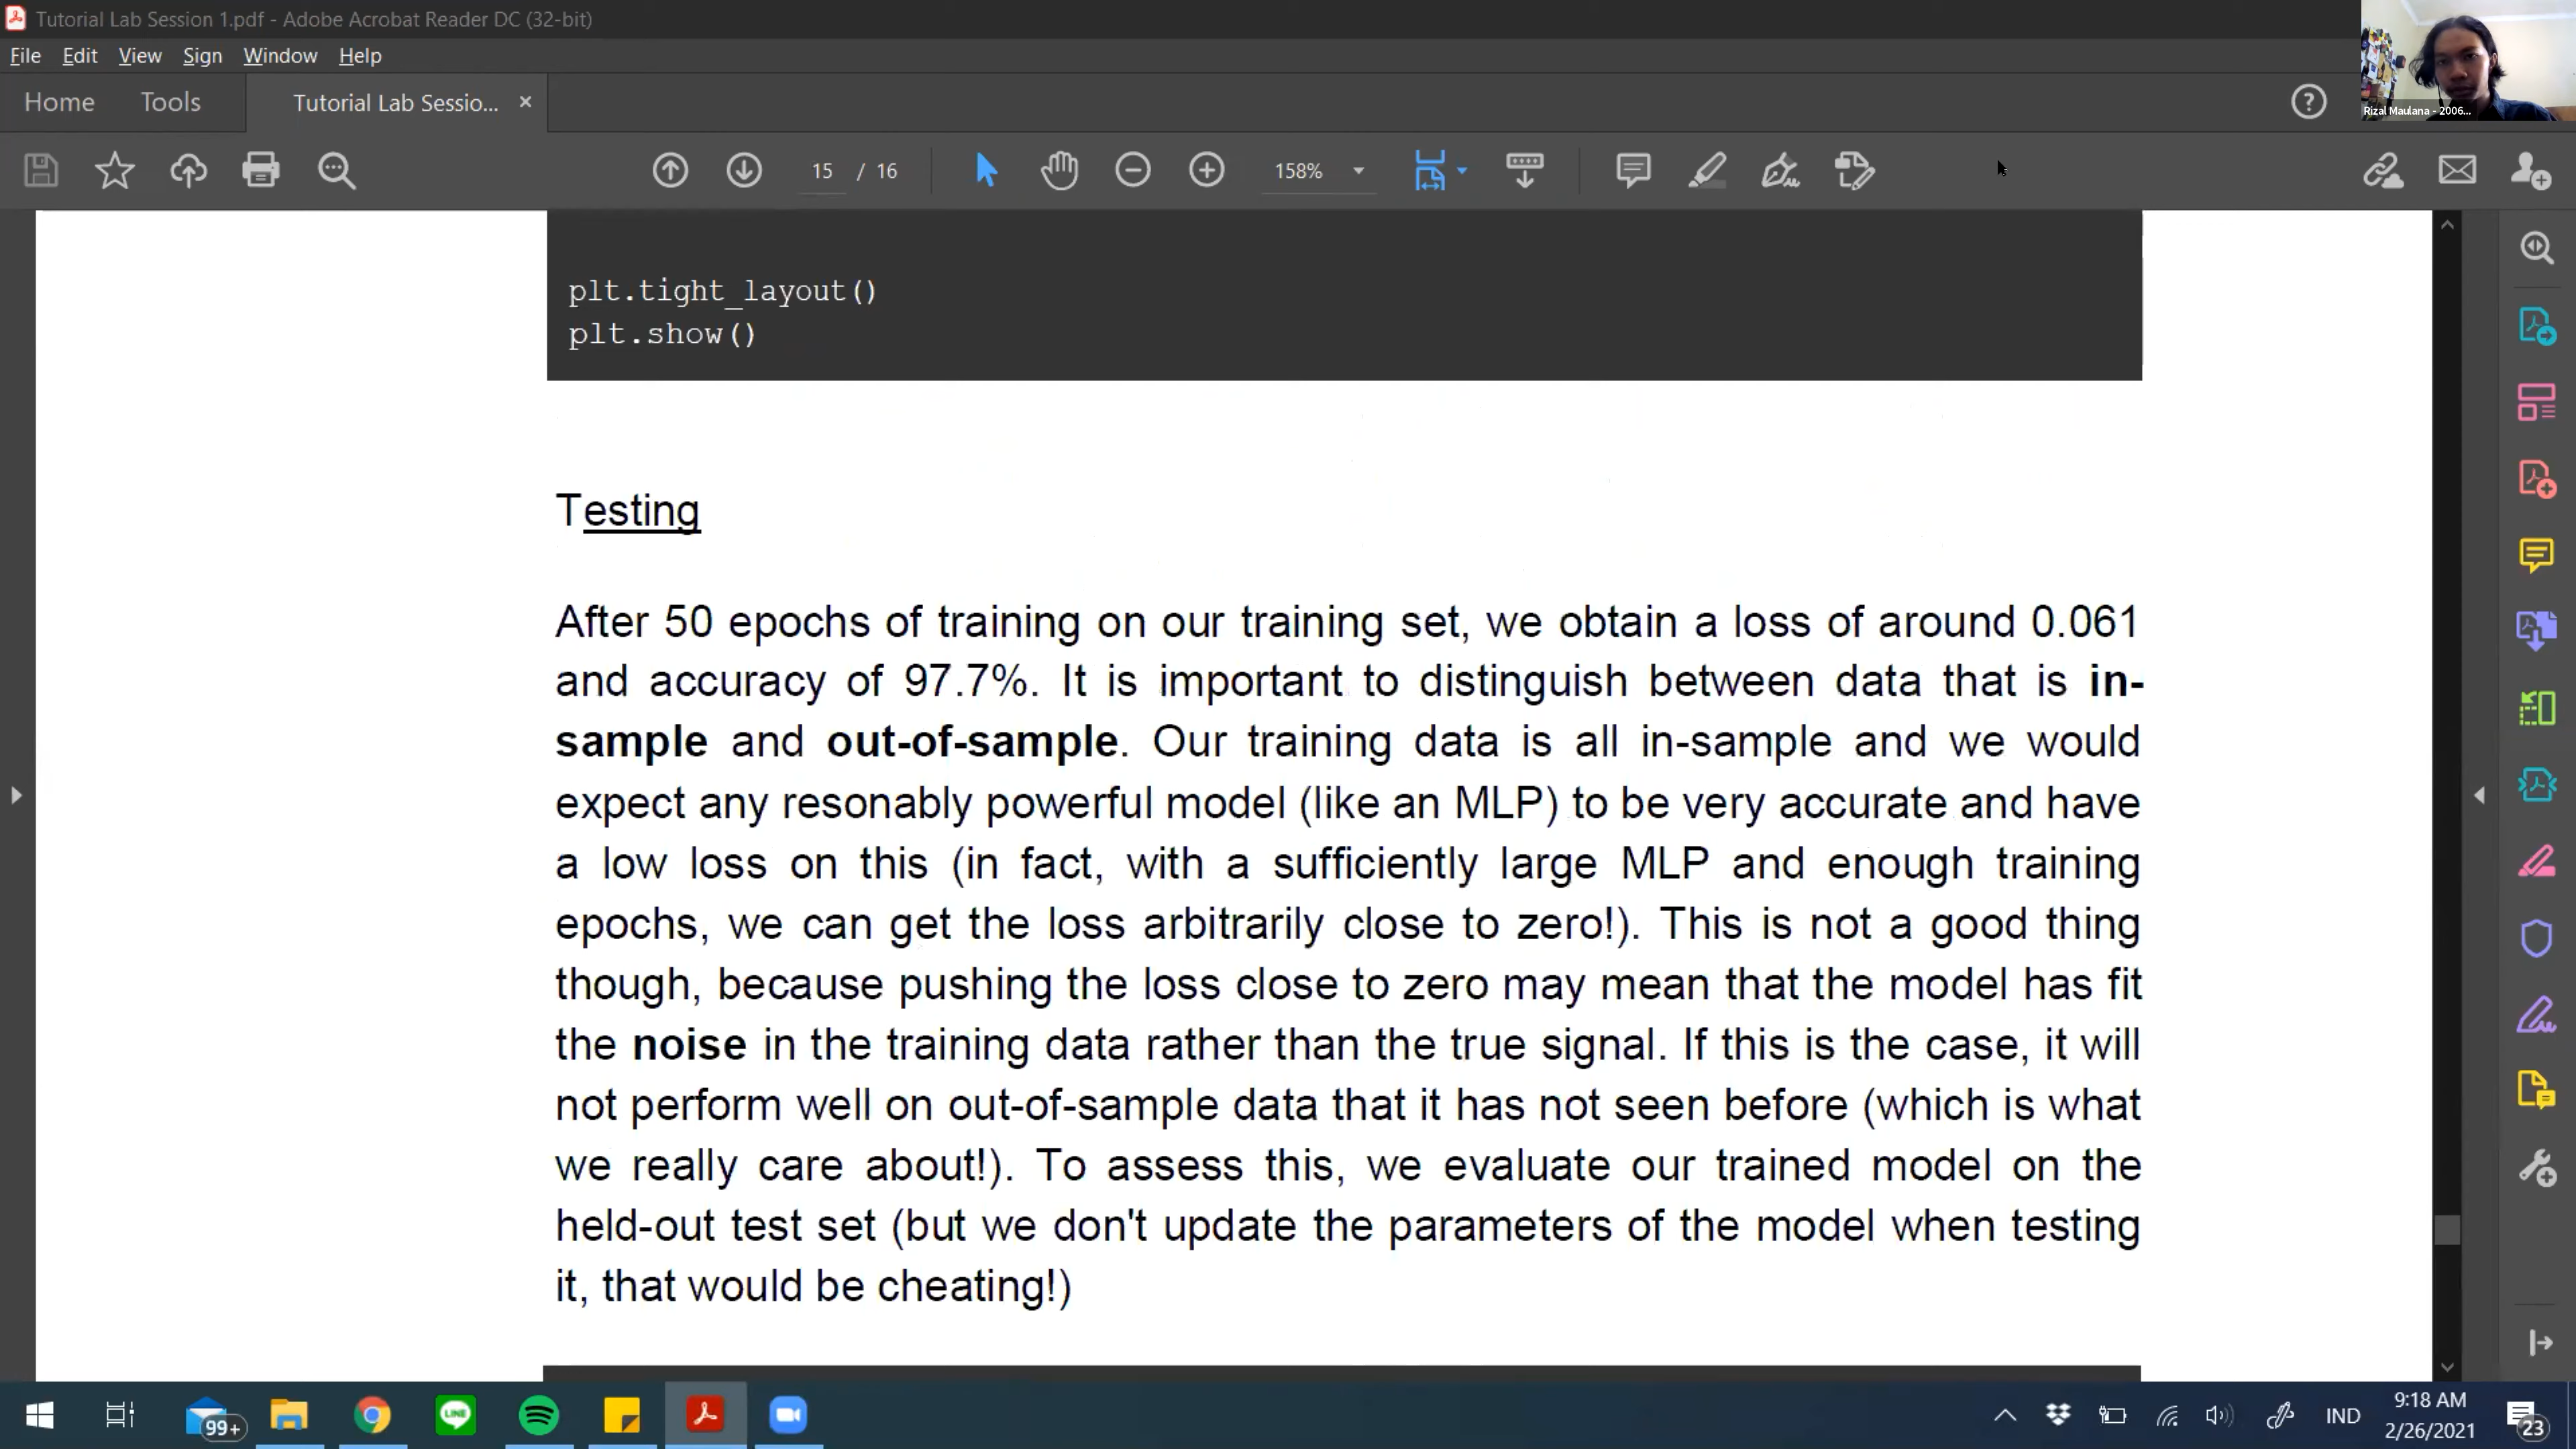 Tutorial Lab Session 1.pdf - Adobe Acrobat Reader DC (32-bit)
File Edit View Sign Window Help
Rizal Maulana - 2006...
Home Tools Tutorial Lab Sessio...
15 / 16 158%
plt.tight_layout()
plt.show()
Testing
After 50 epochs of training on our training set, we obtain a loss of around 0.061
and accuracy of 97.7%. It is important to distinguish between data that is in-
sample and out-of-sample. Our training data is all in-sample and we would
expect any resonably powerful model (like an MLP) to be very accurate and have
a low loss on this (in fact, with a sufficiently large MLP and enough training
epochs, we can get the loss arbitrarily close to zero!). This is not a good thing
though, because pushing the loss close to zero may mean that the model has fit
the noise in the training data rather than the true signal. If this is the case, it will
not perform well on out-of-sample data that it has not seen before (which is what
we really care about!). To assess this, we evaluate our trained model on the
held-out test set (but we don't update the parameters of the model when testing
it, that would be cheating!)
99+
LINE
IND
9:18 AM
2/26/2021
23